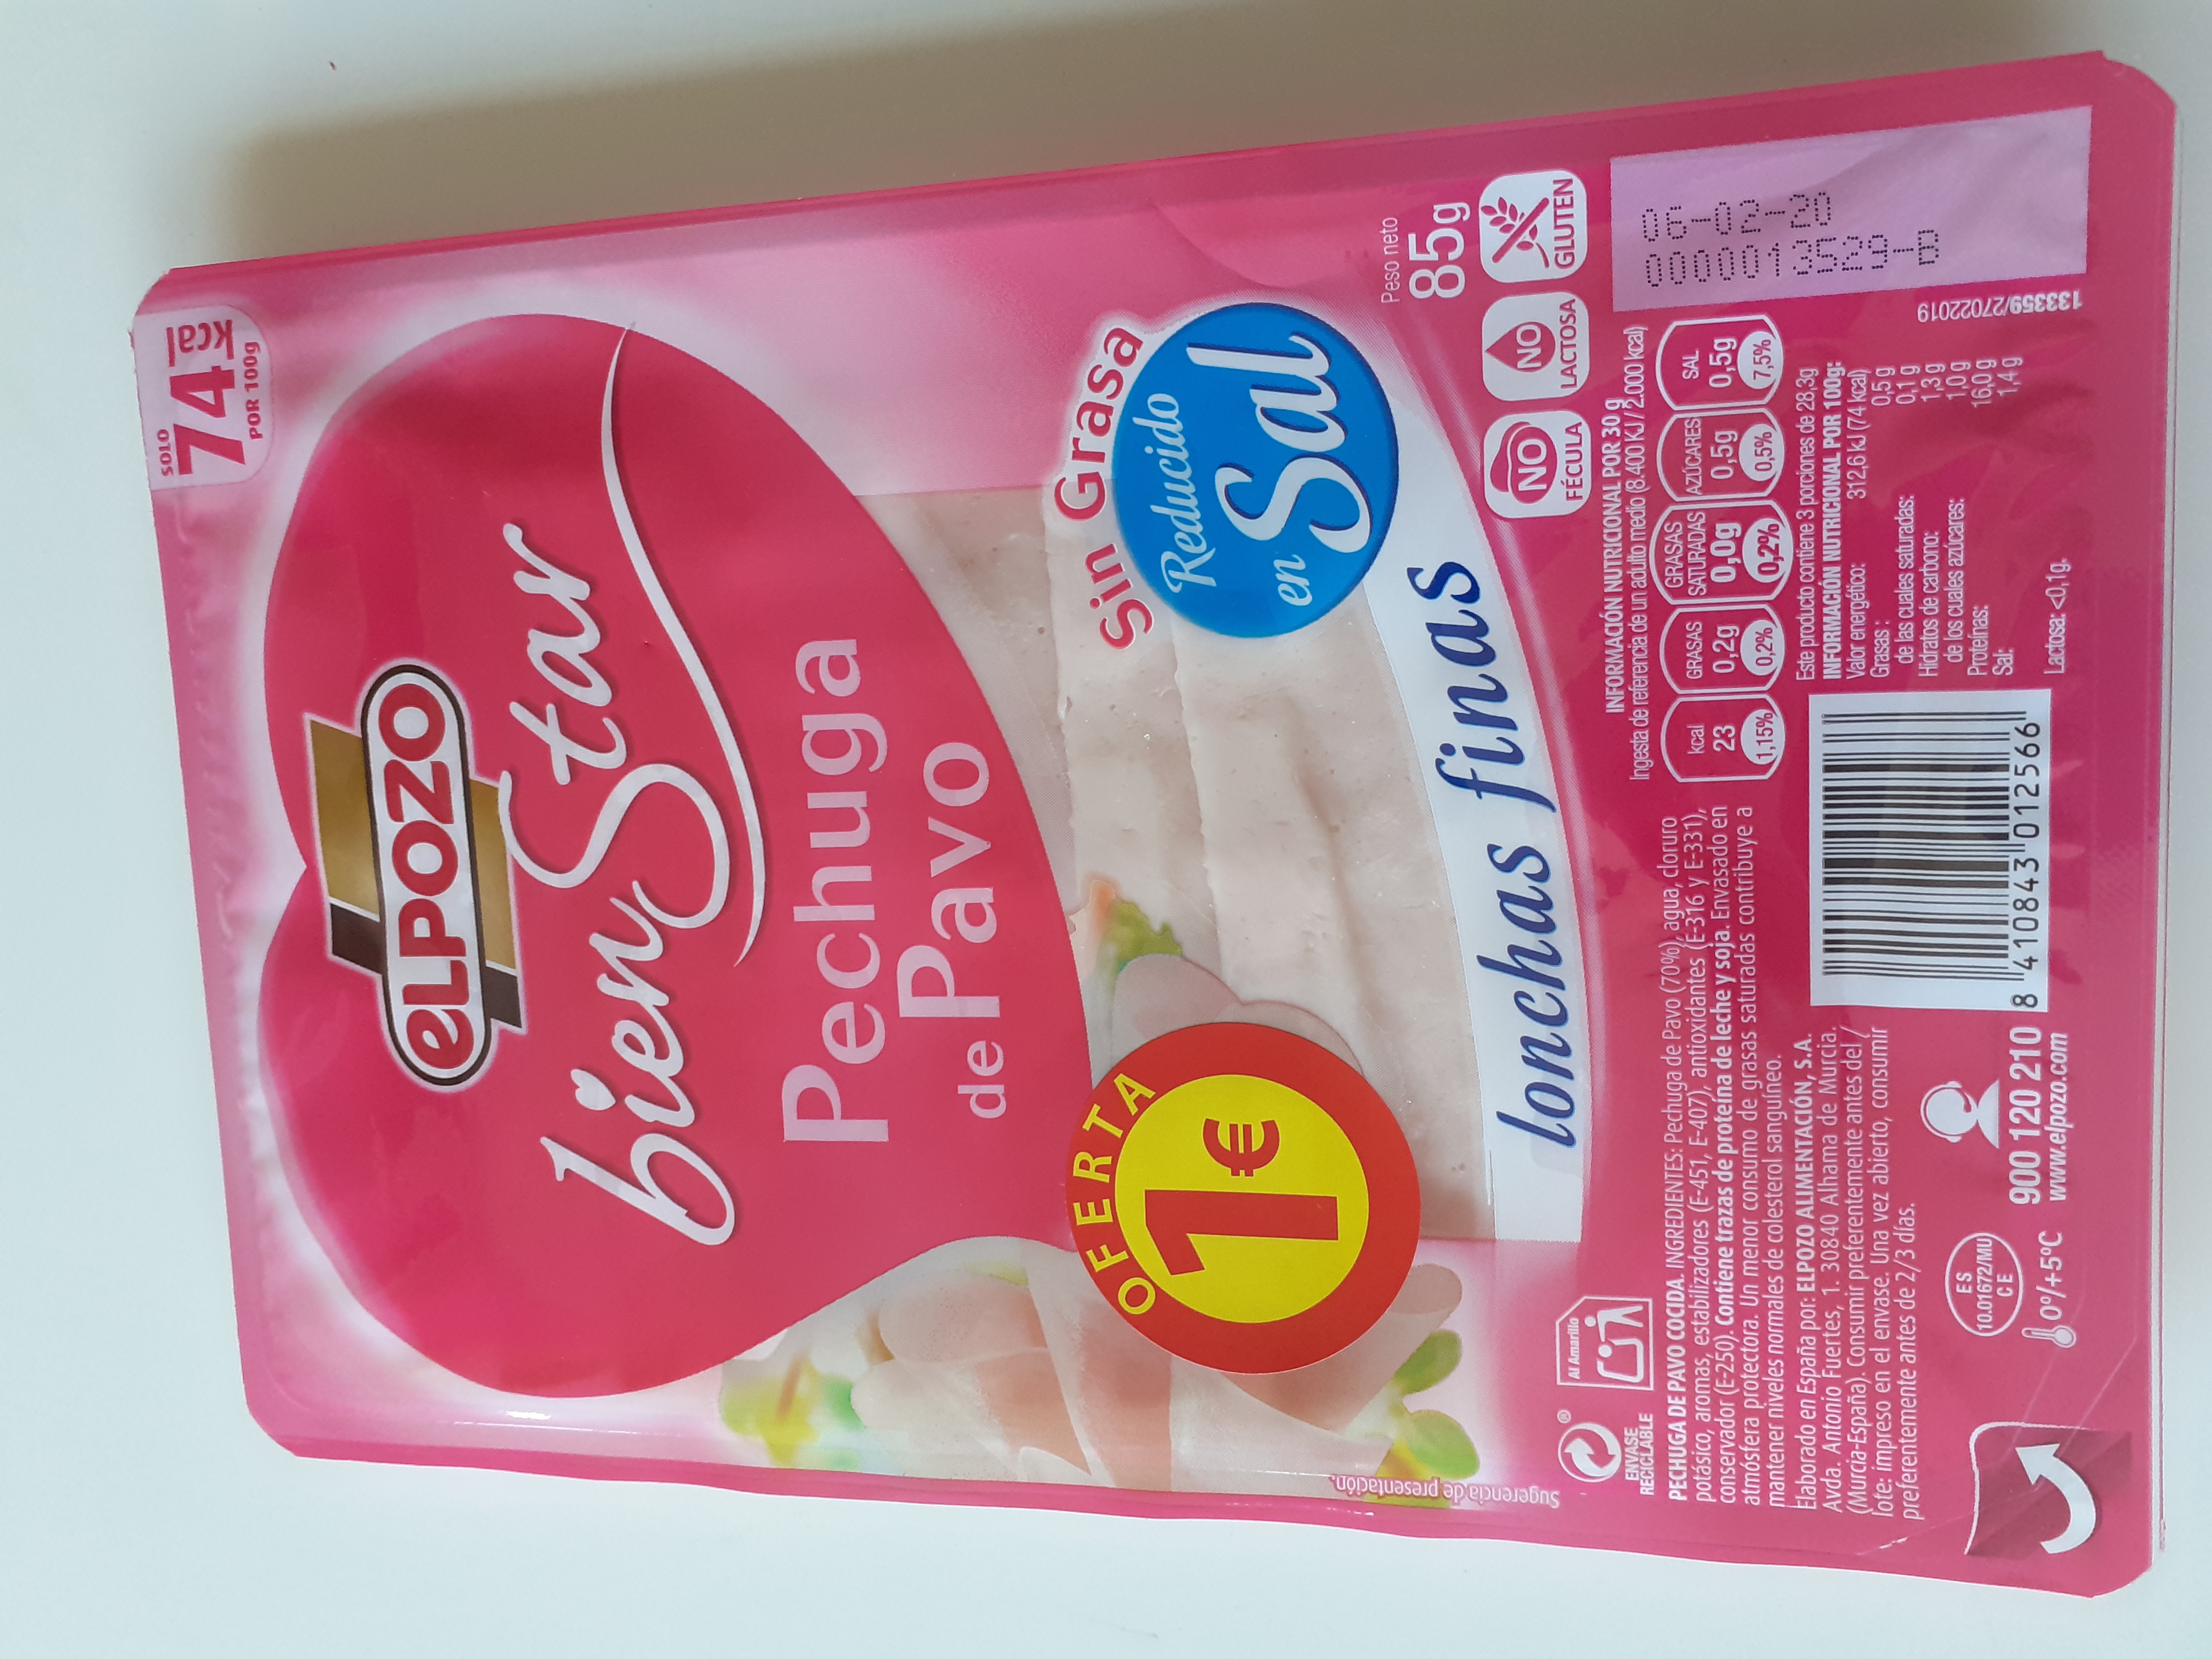 SOLO
74 kcal
POR 100g
ELPOZO
bienStar
Pechuga
de Pavo
OFERTA
1€
Sin Grasa
Reducido
en Sal
lonchas finas
Peso neto
85g
NO
FÉCULA
NO
LACTOSA
GLUTEN
Sugerencia de presentación.
ENVASE
RECICLABLE
®
Al Amarillo
PECHUGA DE PAVO COCIDA. INGREDIENTES: Pechuga de Pavo (70%), agua, cloruro
potásico, aromas, estabilizadores (E-451, E-407), antioxidantes (E-316 y E-331),
conservador (E-250). Contiene trazas de proteína de leche y soja. Envasado en
atmósfera protectora. Un menor consumo de grasas saturadas contribuye a
mantener niveles normales de colesterol sanguíneo.
Elaborado en España por: ELPOZO ALIMENTACIÓN, S.A.
Avda. Antonio Fuertes, 1. 30840 Alhama de Murcia.
(Murcia-España). Consumir preferentemente antes del /
lote: impreso en el envase. Una vez abierto, consumir
preferentemente antes de 2/3 días.
ES
10.01672/MU
CE
0º/+5ºC
900 120 210
www.elpozo.com
8 410843 012566
INFORMACIÓN NUTRICIONAL POR 30 g
Ingesta de referencia de un adulto medio (8.400 KJ / 2.000 kcal)
kcal
23
1,15%
GRASAS
0,2g
0,2%
GRASAS
SATURADAS
0,0g
0,2%
AZÚCARES
0,5g
0,5%
SAL
0,5g
7,5%
Este producto contiene 3 porciones de 28,3g
INFORMACIÓN NUTRICIONAL POR 100g:
Valor energético: 312,6 kJ (74 kcal)
Grasas : 0,5 g
de las cuales saturadas: 0,1 g
Hidratos de carbono: 1,3 g
de los cuales azúcares: 1,0 g
Proteínas: 16,0 g
Sal: 1,4 g
Lactosa: <0,1g.
133359/27022019
06-02-20